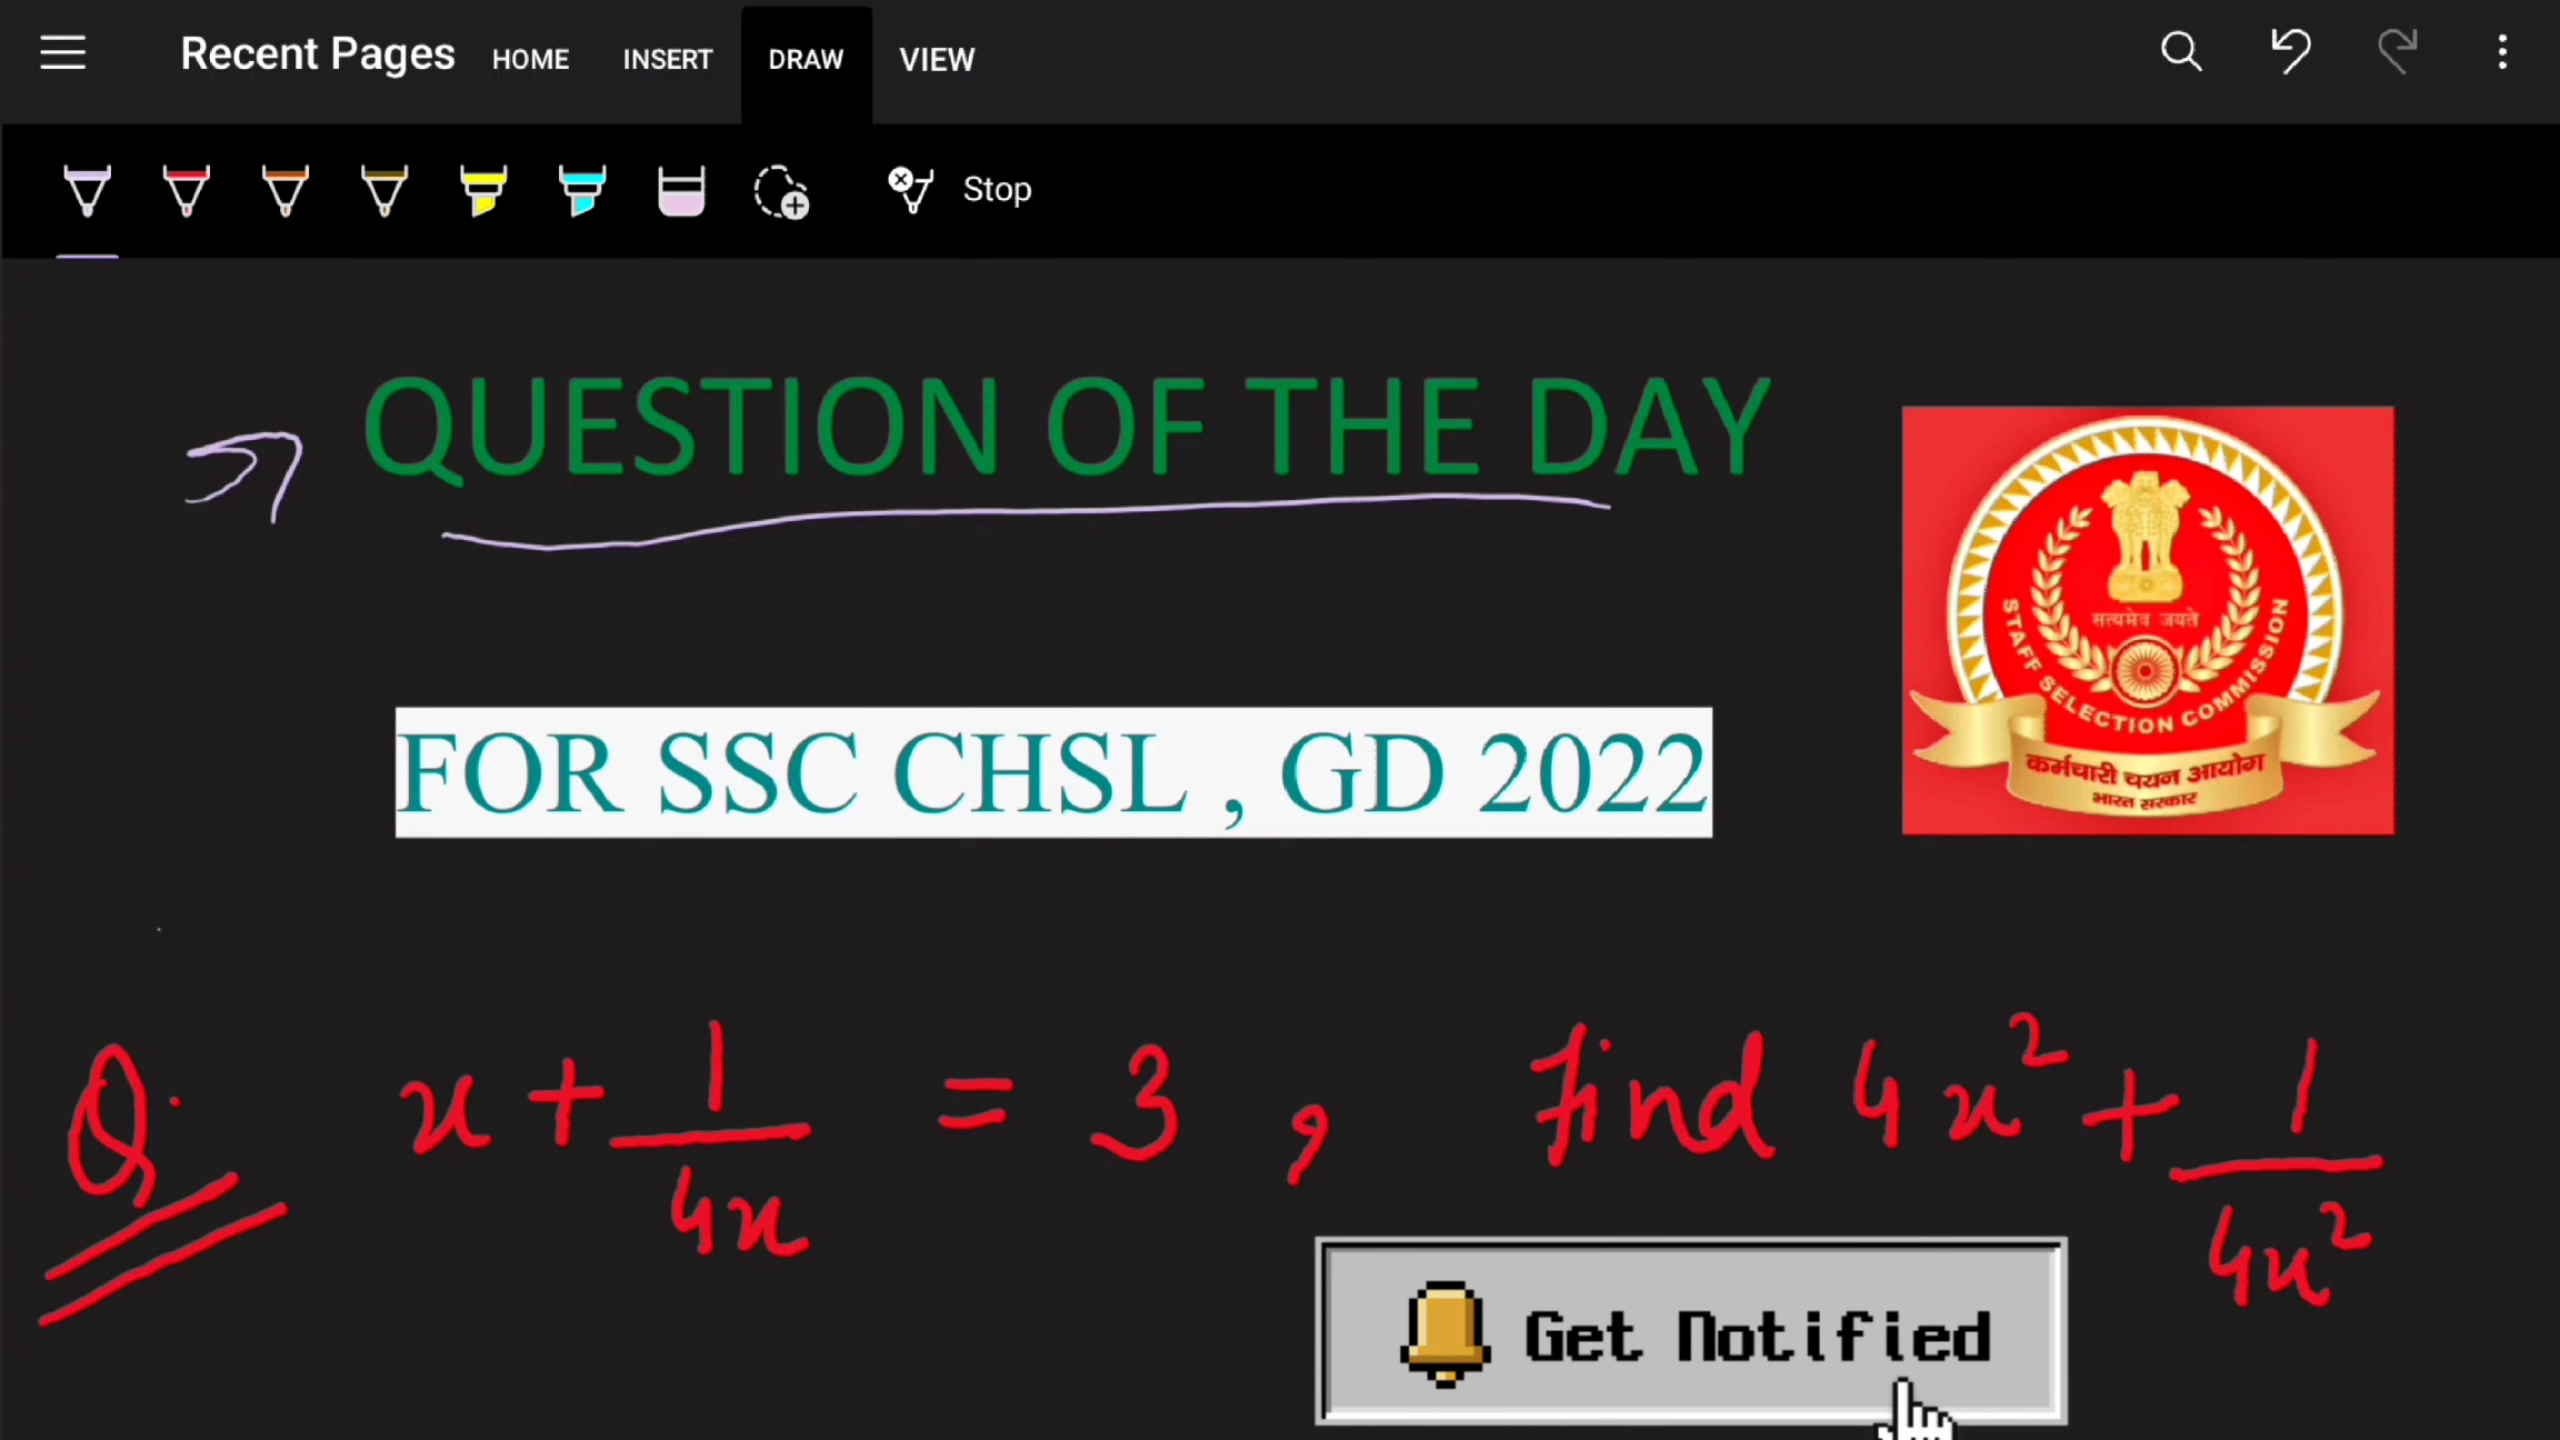 Recent Pages HOME INSERT DRAW VIEW
Stop
QUESTION OF THE DAY
सत्यमेव जयते
STAFF SELECTION COMMISSION
कर्मचारी चयन आयोग
भारत सरकार
FOR SSC CHSL , GD 2022
Q. x + 1/4x = 3 , Find 4x² + 1/4x²
Get Notified